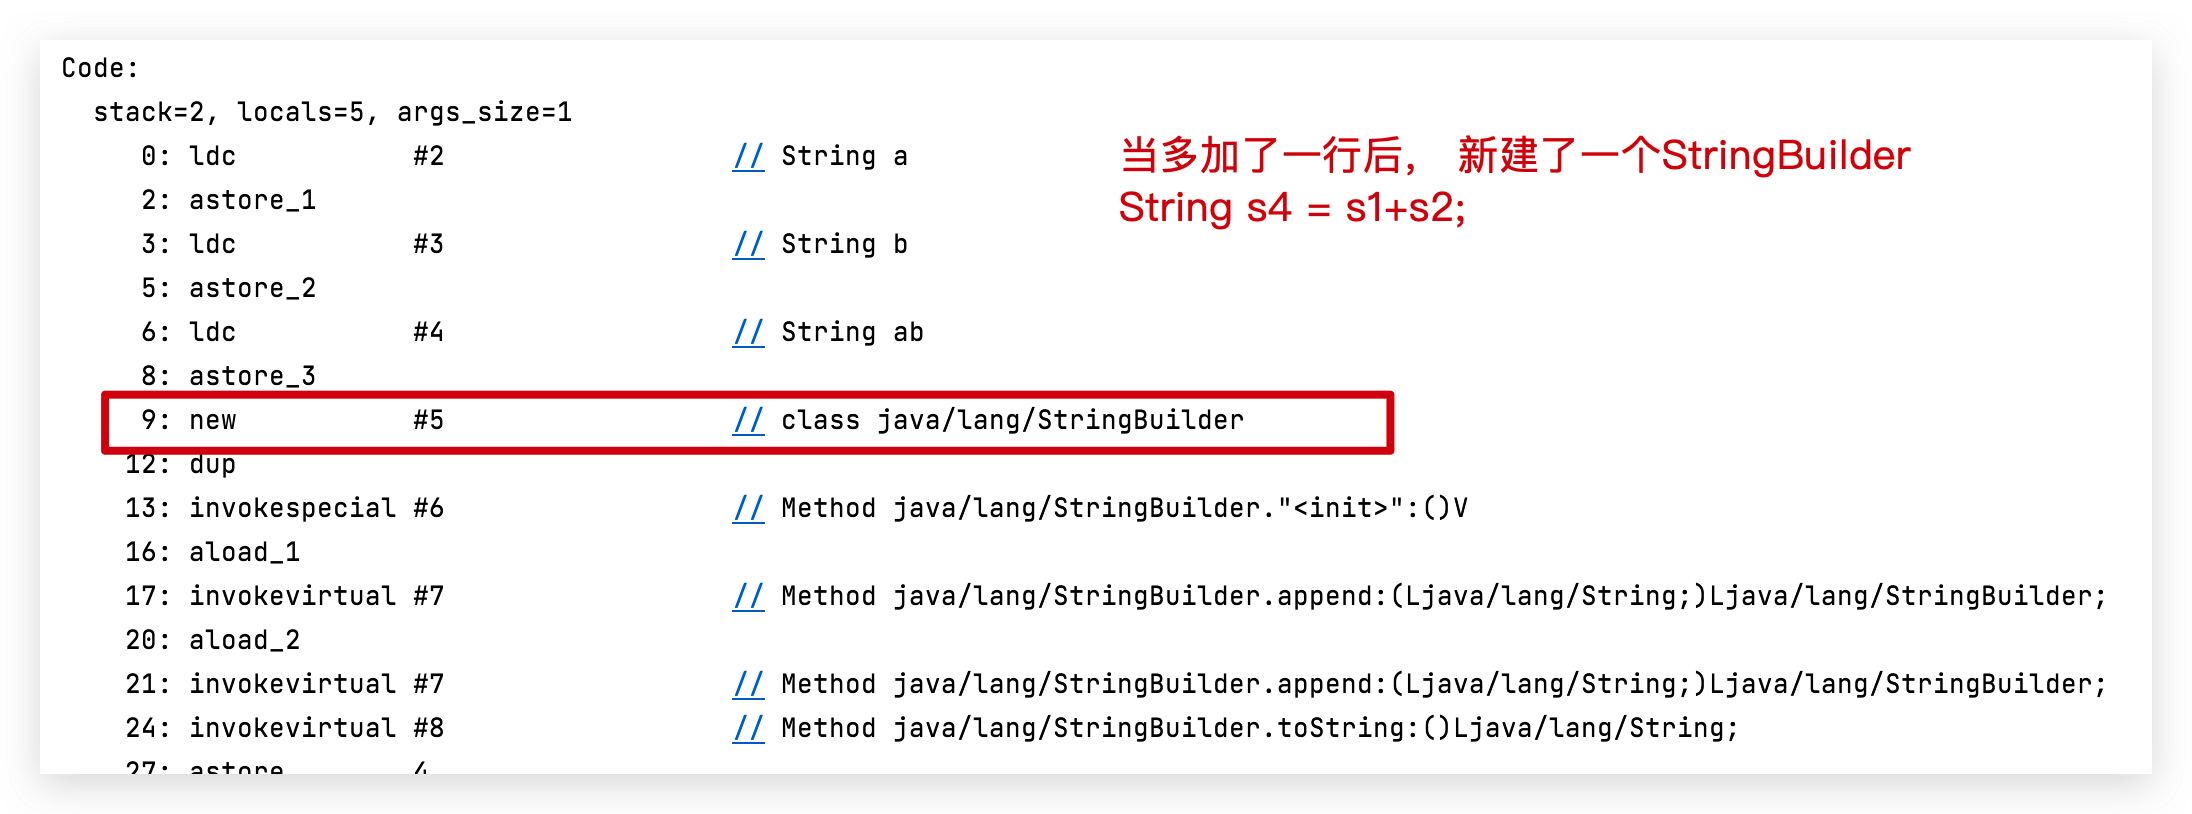 Code:
stack=2, locals=5, args_size=1
0: ldc #2 // String a
当多加了一行后， 新建了一个StringBuilder
2: astore_1
String s4 = s1+s2;
3: ldc #3 // String b
5: astore_2
6: ldc #4 // String ab
8: astore_3
9: new #5 // class java/lang/StringBuilder
12: dup
13: invokespecial #6 // Method java/lang/StringBuilder."<init>":()V
16: aload_1
17: invokevirtual #7 // Method java/lang/StringBuilder.append:(Ljava/lang/String;)Ljava/lang/StringBuilder;
20: aload_2
21: invokevirtual #7 // Method java/lang/StringBuilder.append:(Ljava/lang/String;)Ljava/lang/StringBuilder;
24: invokevirtual #8 // Method java/lang/StringBuilder.toString:()Ljava/lang/String;
27: astore 4